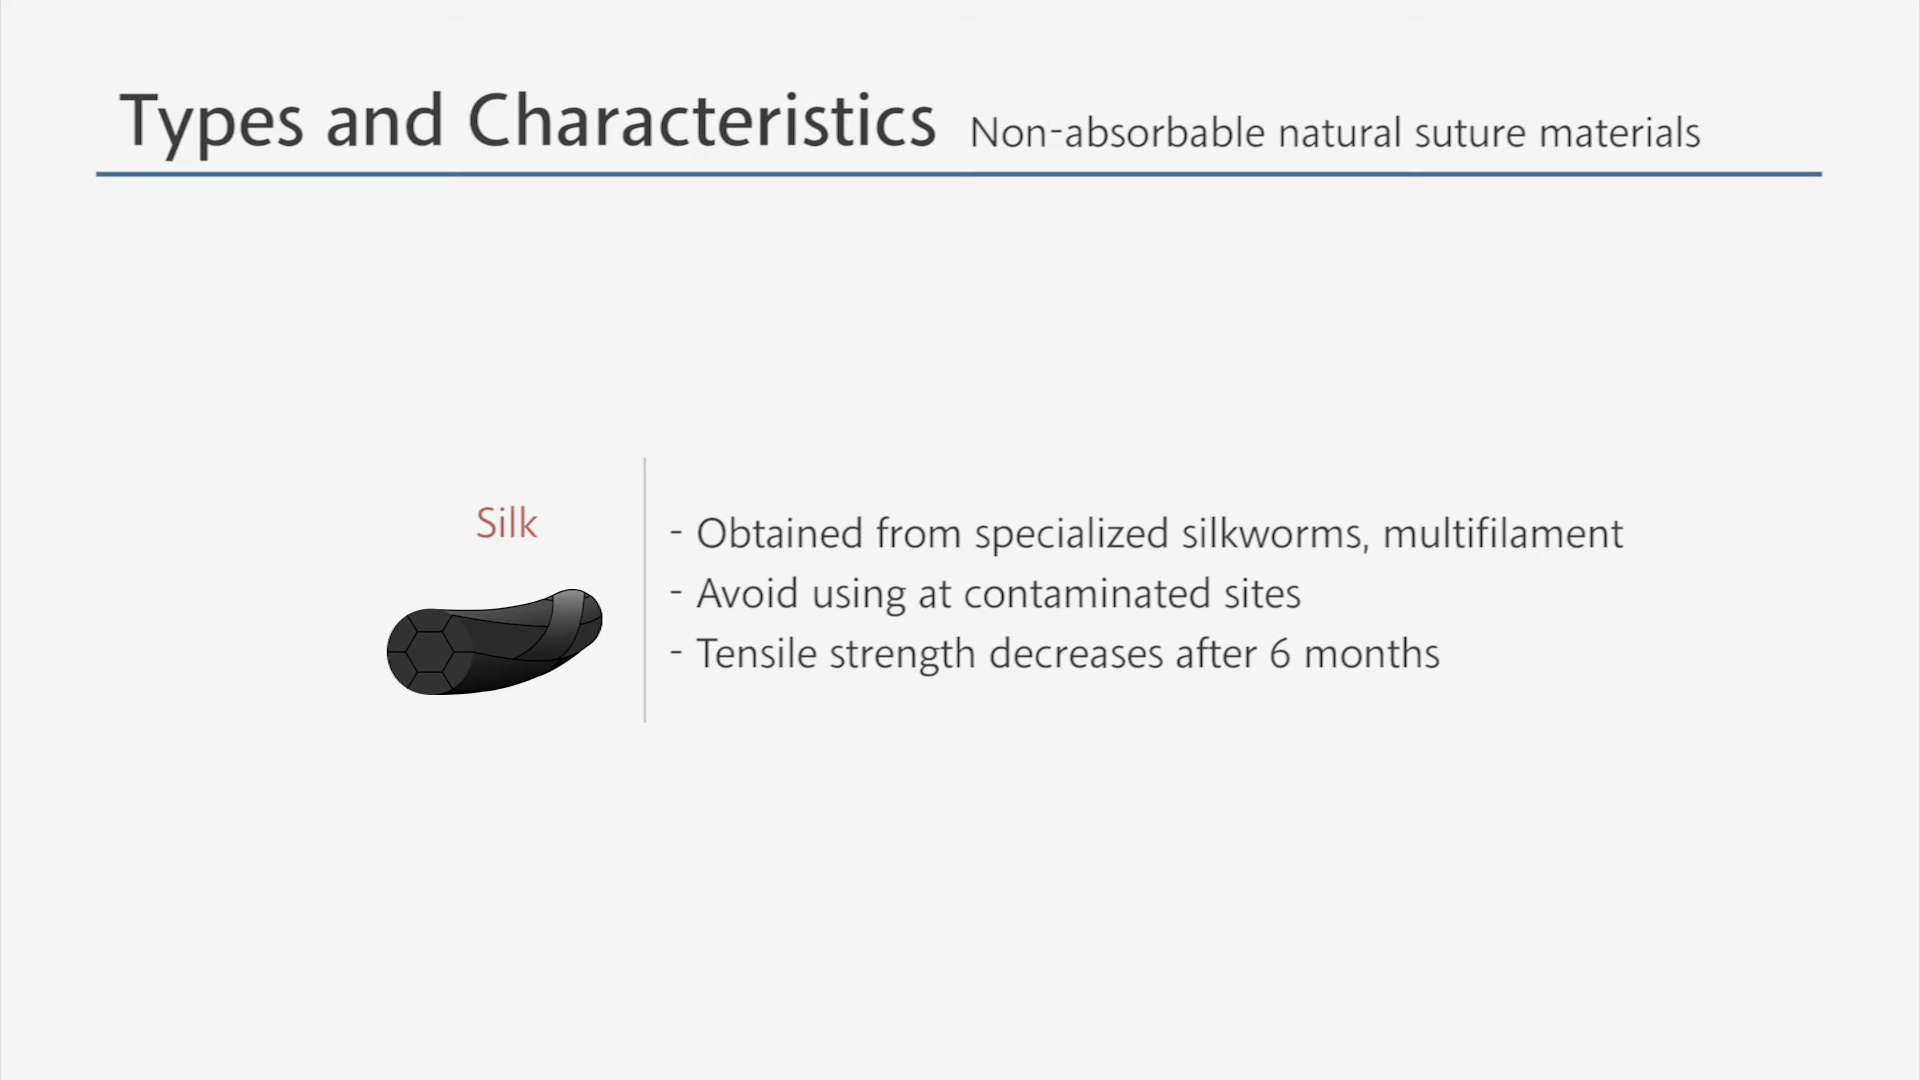 Types and Characteristics Non-absorbable natural suture materials
Silk
- Obtained from specialized silkworms, multifilament
- Avoid using at contaminated sites
- Tensile strength decreases after 6 months